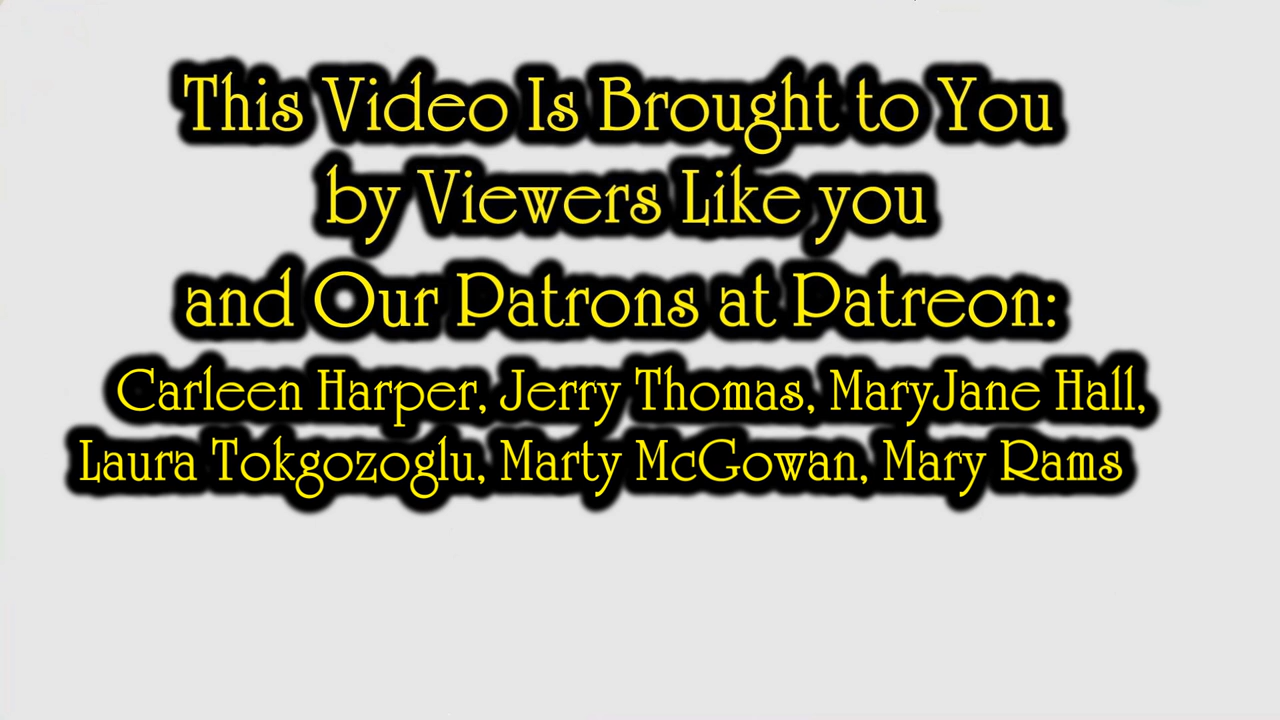 This Video Is Brought to You
by Viewers Like you
and Our Patrons at Patreon:
Carleen Harper, Jerry Thomas, MaryJane Hall,
Laura Tokgozoglu, Marty McGowan, Mary Rams